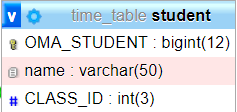 time_table student
OMA_STUDENT : bigint(12)
name : varchar(50)
# CLASS_ID : int(3)